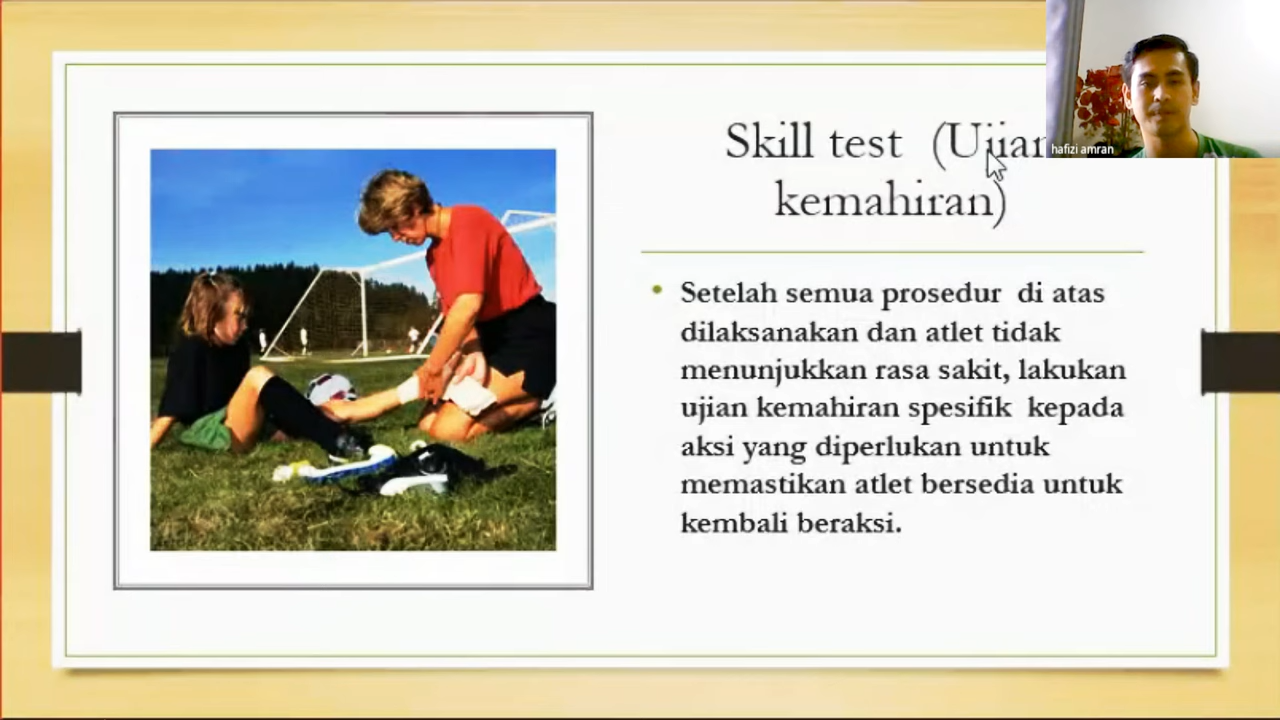 Skill test (Ujian
kemahiran)
Setelah semua prosedur di atas
dilaksanakan dan atlet tidak
menunjukkan rasa sakit, lakukan
ujian kemahiran spesifik kepada
aksi yang diperlukan untuk
memastikan atlet bersedia untuk
kembali beraksi.
hafizi amran